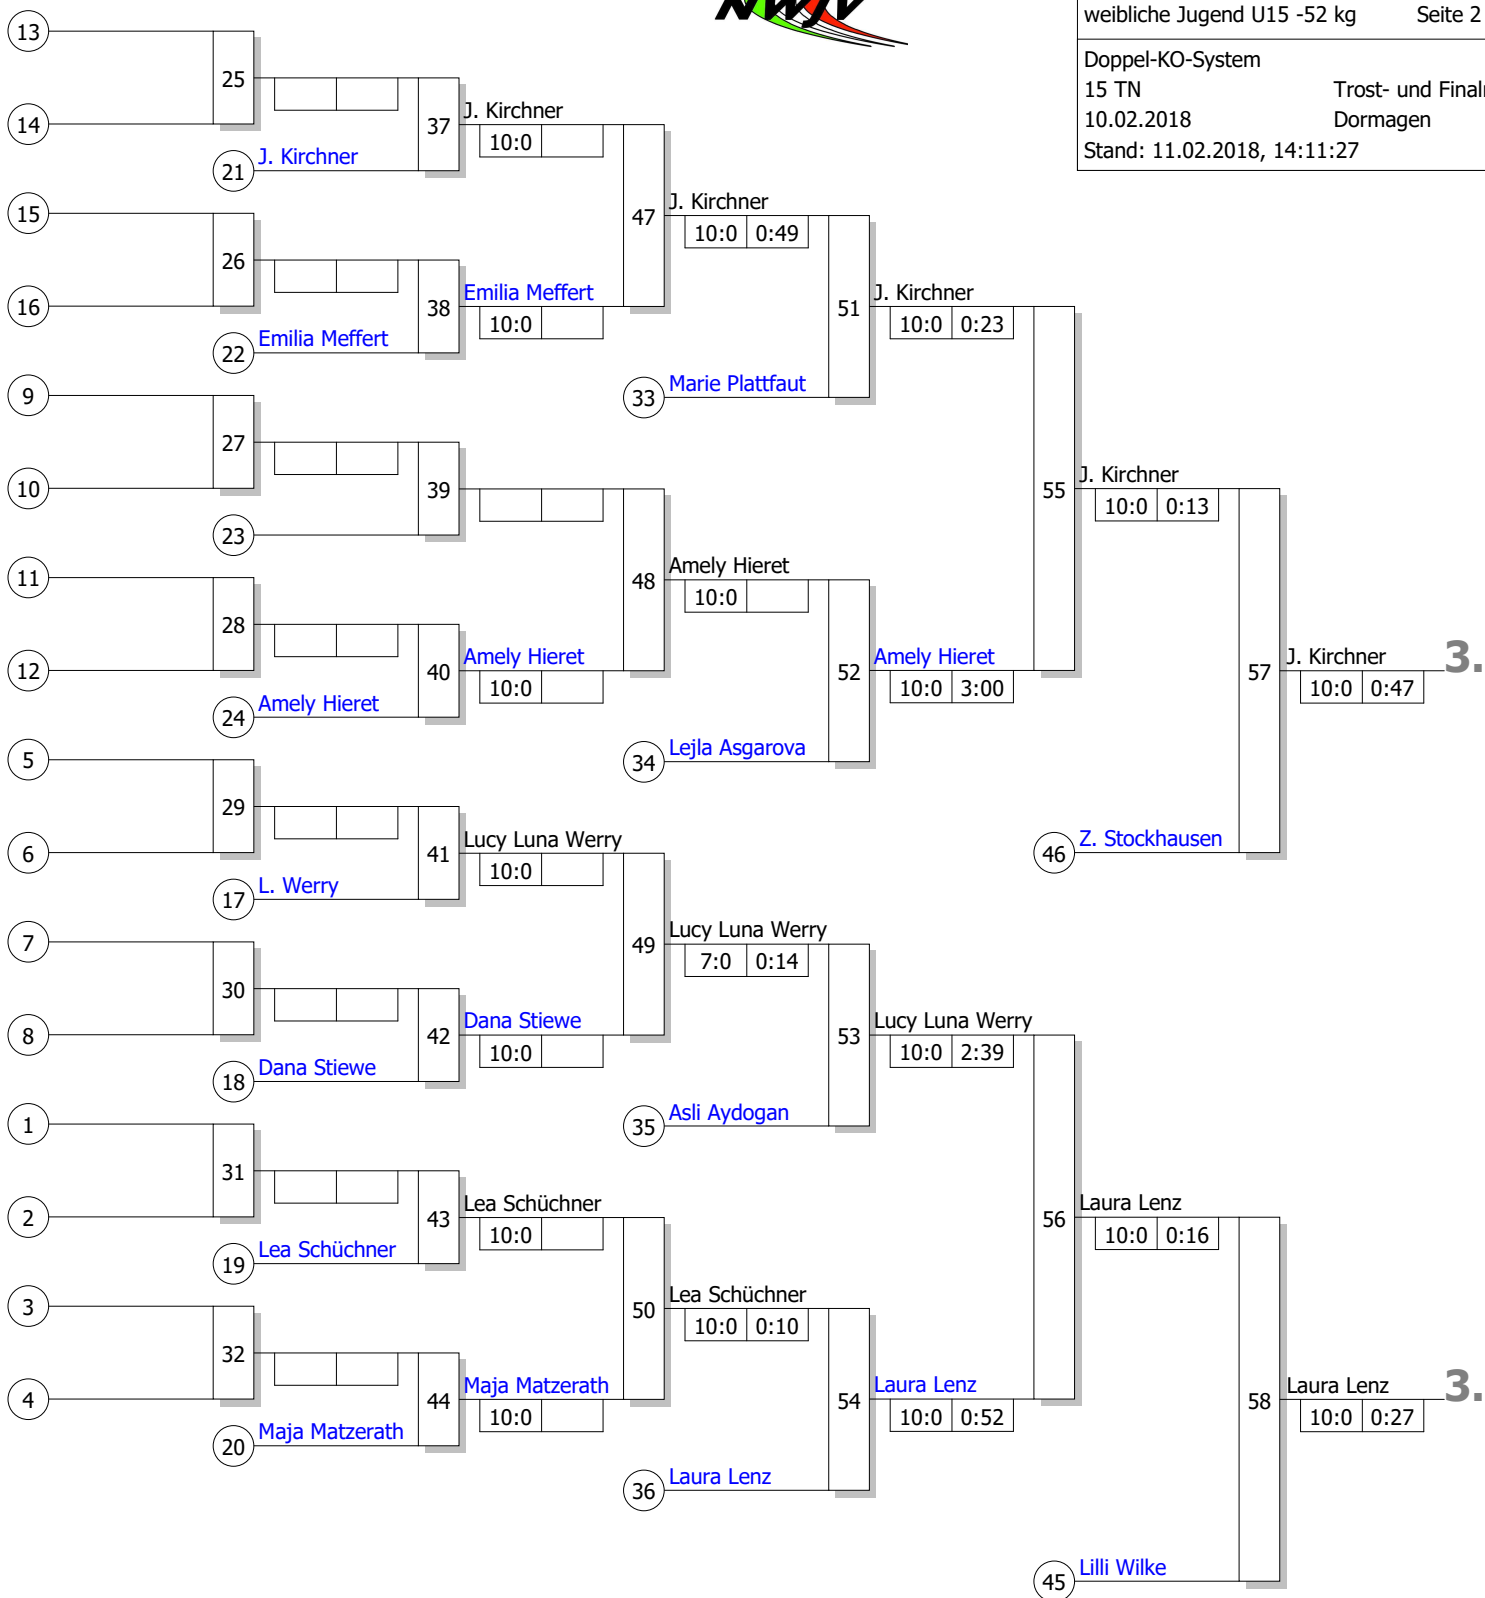 weibliche Jugend U15 -52 kg Seite 2
Doppel-KO-System
15 TN Trost- und Finalr
10.02.2018 Dormagen
Stand: 11.02.2018, 14:11:27
13
25
14
37
J. Kirchner
10:0
21
J. Kirchner
15
26
16
38
Emilia Meffert
10:0
22
Emilia Meffert
47
J. Kirchner
10:0 0:49
33
Marie Plattfaut
51
J. Kirchner
10:0 0:23
9
27
10
39
23
11
28
12
40
Amely Hieret
10:0
24
Amely Hieret
48
Amely Hieret
10:0
34
Lejla Asgarova
52
Amely Hieret
10:0 3:00
55
J. Kirchner
10:0 0:13
46
Z. Stockhausen
57
J. Kirchner
10:0 0:47
3.
5
29
6
41
Lucy Luna Werry
10:0
17
L. Werry
7
30
8
42
Dana Stiewe
10:0
18
Dana Stiewe
49
Lucy Luna Werry
7:0 0:14
35
Asli Aydogan
53
Lucy Luna Werry
10:0 2:39
1
31
2
43
Lea Schüchner
10:0
19
Lea Schüchner
3
32
4
44
Maja Matzerath
10:0
20
Maja Matzerath
50
Lea Schüchner
10:0 0:10
36
Laura Lenz
54
Laura Lenz
10:0 0:52
56
Laura Lenz
10:0 0:16
45
Lilli Wilke
58
Laura Lenz
10:0 0:27
3.